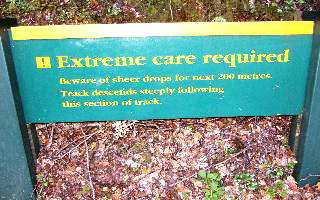 ! Extreme care required
Beware of sheer drops for next 200 metres.
Track descends steeply following
this section of track.